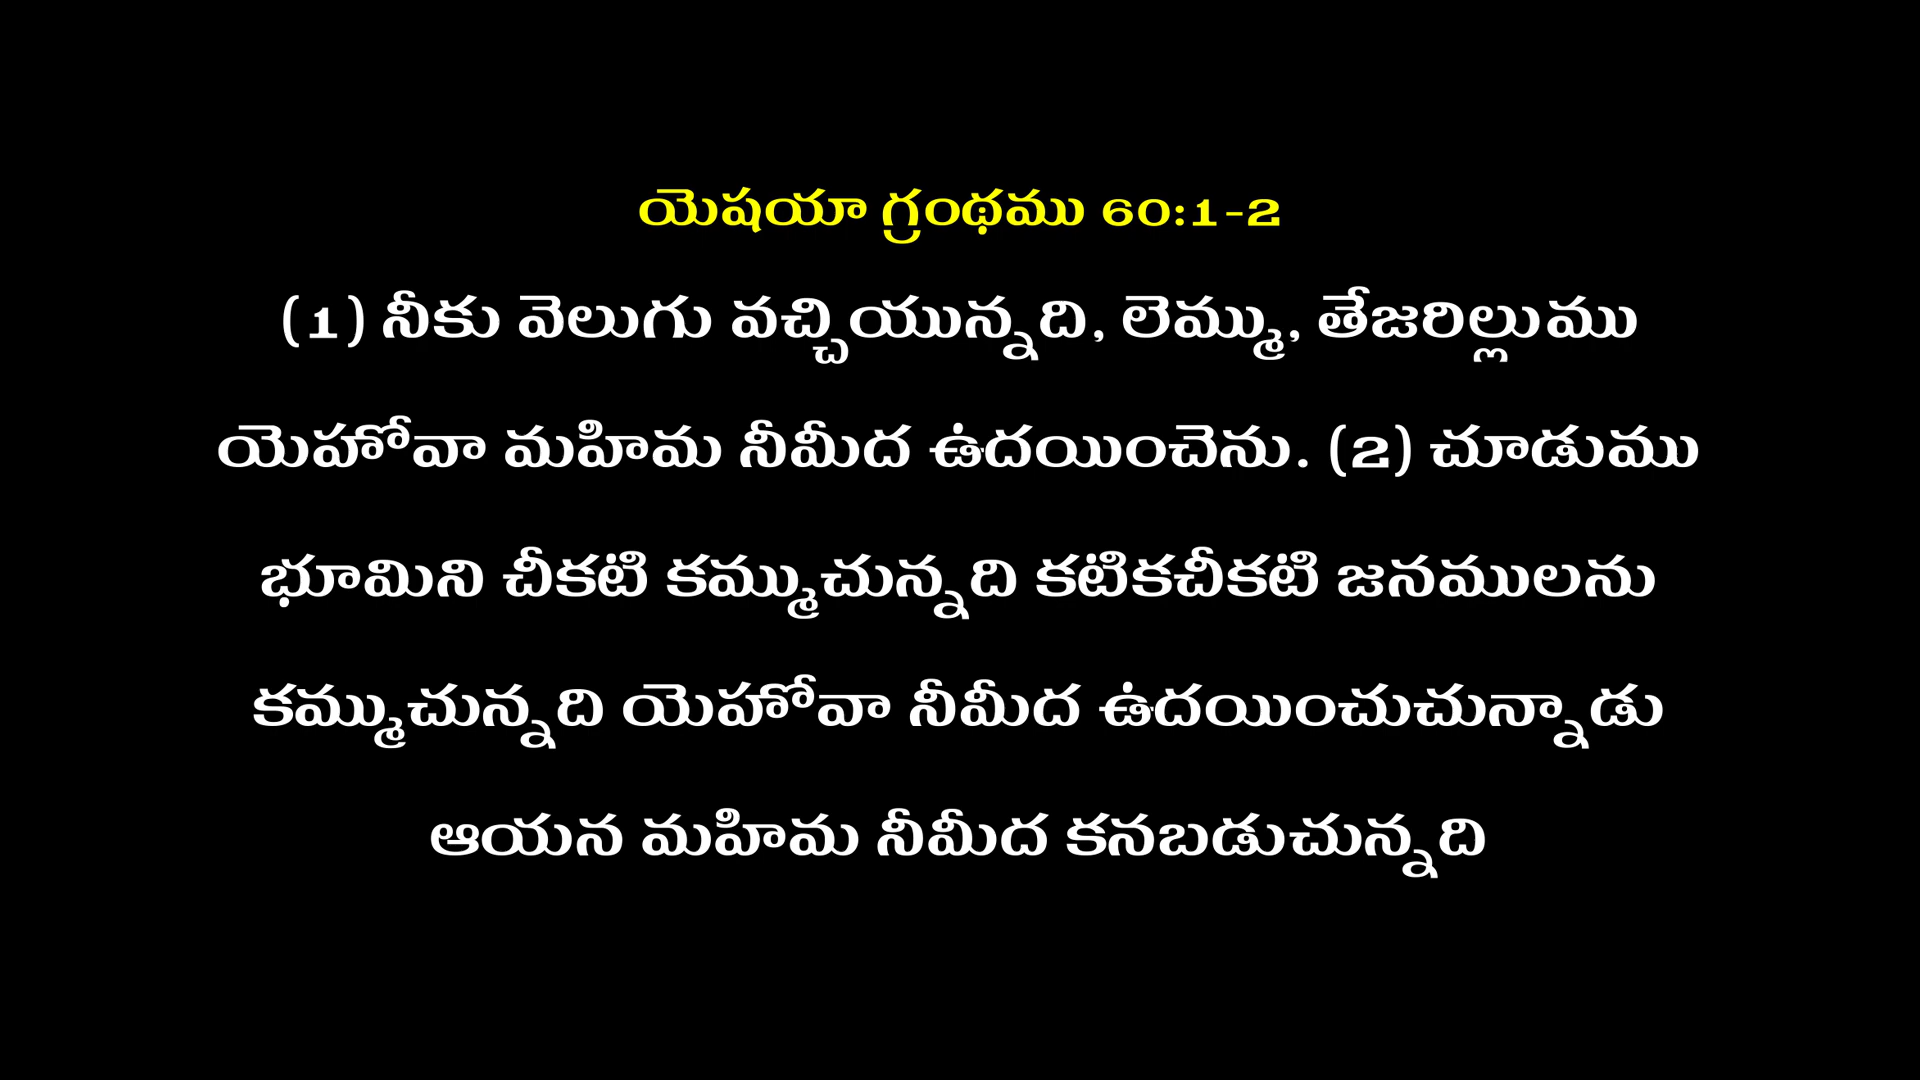 యెషయా గ్రంథము 60:1-2
(1) నీకు వెలుగు వచ్చియున్నది, లెమ్ము, తేజరిల్లుము
యెహోవా మహిమ నీమీద ఉదయించెను. (2) చూడుము
భూమిని చీకటి కమ్ముచున్నది కటికచీకటి జనములను
కమ్ముచున్నది యెహోవా నీమీద ఉదయించుచున్నాడు
ఆయన మహిమ నీమీద కనబడుచున్నది